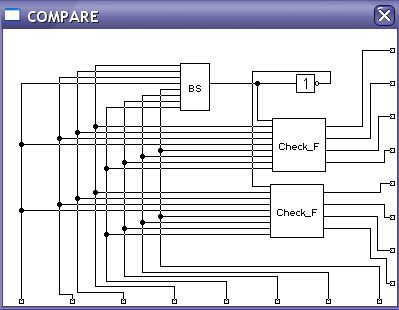 COMPARE
BS
1
Check_F
Check_F